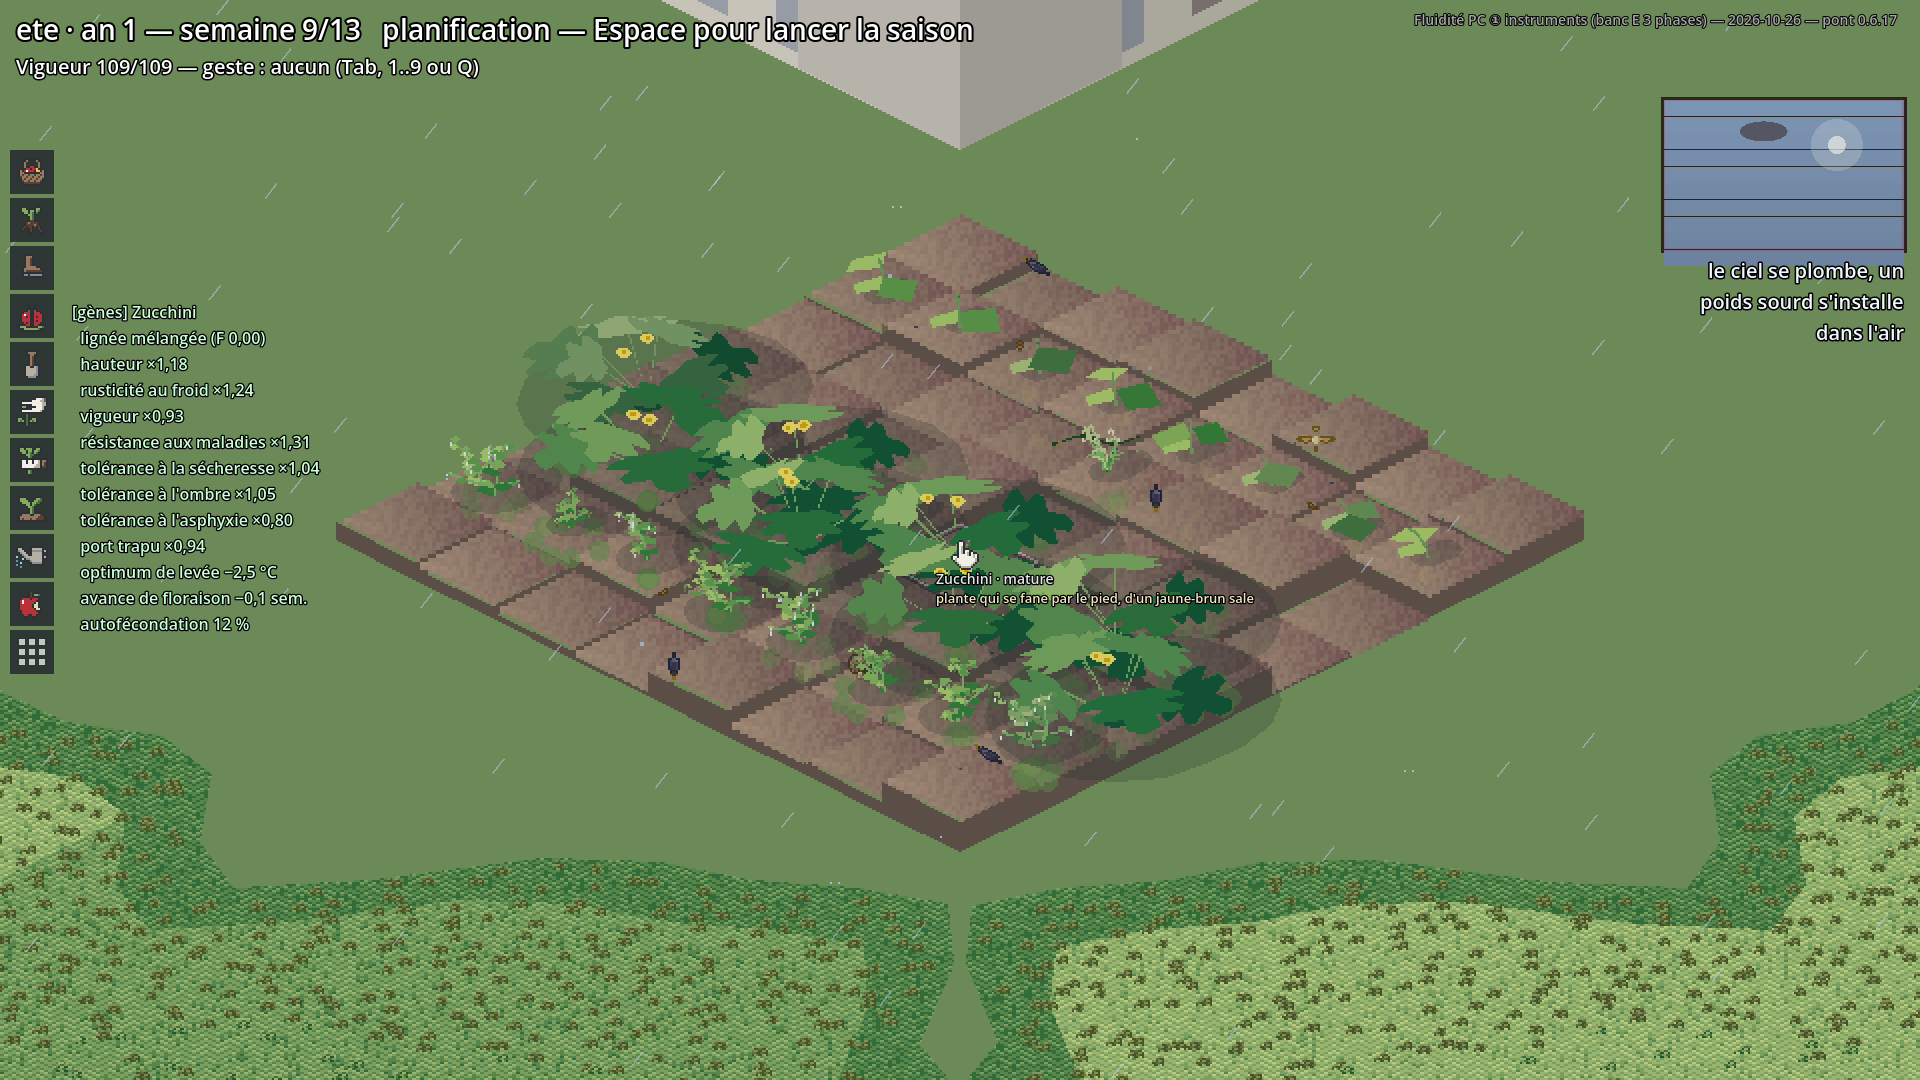 ete · an 1 — semaine 9/13 planification — Espace pour lancer la saison
Vigueur 109/109 — geste : aucun (Tab, 1..9 ou Q)
Fluidité PC ① instruments (banc E 3 phases) — 2026-10-26 — pont 0.6.17
le ciel se plombe, un
poids sourd s'installe
dans l'air
[gènes] Zucchini
lignée mélangée (F 0,00)
hauteur ×1,18
rusticité au froid ×1,24
vigueur ×0,93
résistance aux maladies ×1,31
tolérance à la sécheresse ×1,04
tolérance à l'ombre ×1,05
tolérance à l'asphyxie ×0,80
port trapu ×0,94
optimum de levée −2,5 °C
avance de floraison −0,1 sem.
autofécondation 12 %
Zucchini · mature
plante qui se fane par le pied, d'un jaune-brun sale